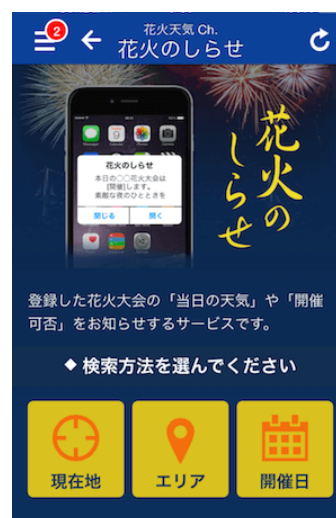 2
花火天気 Ch.
花火のしらせ
花火の
しらせ
花火のしらせ
本日の○○花火大会は
[開催]します。
素敵な夜のひとときを
閉じる
開く
登録した花火大会の「当日の天気」や「開催
可否」をお知らせするサービスです。
◆ 検索方法を選んでください
現在地
エリア
開催日